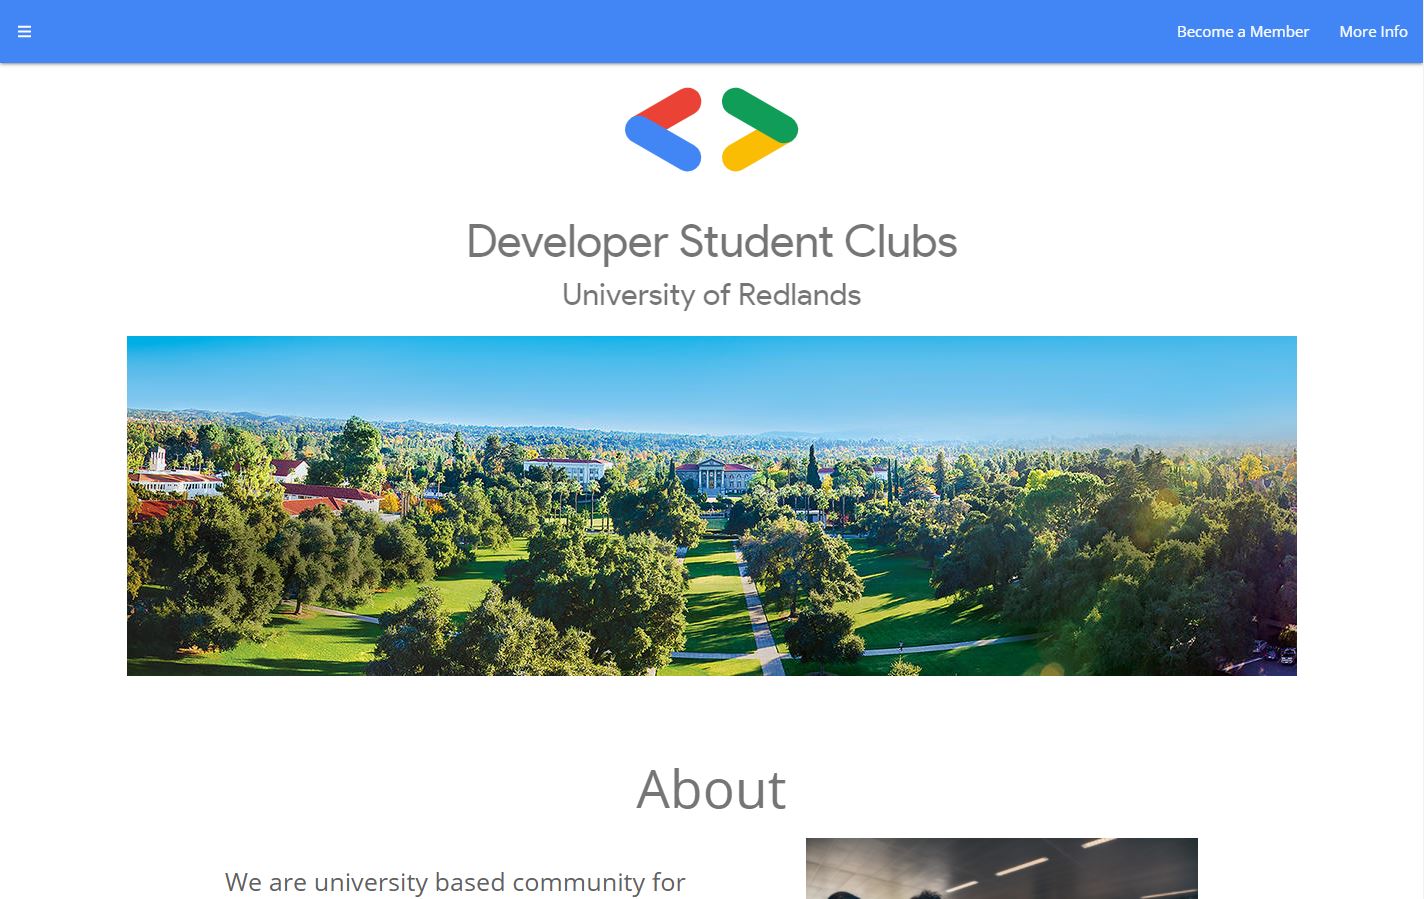 Become a Member
More Info
Developer Student Clubs
University of Redlands
About
We are university based community for